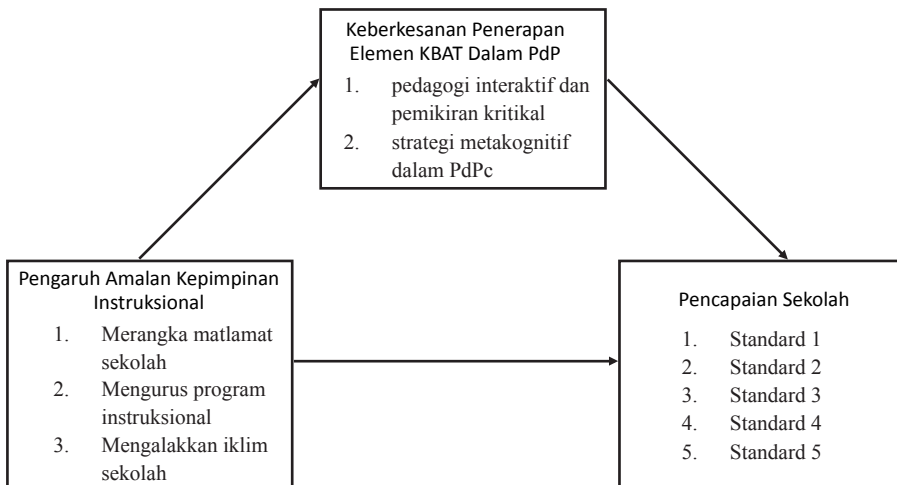 Keberkesanan Penerapan
Elemen KBAT Dalam PdP
1. pedagogi interaktif dan
pemikiran kritikal
2. strategi metakognitif
dalam PdPc
Pengaruh Amalan Kepimpinan
Instruksional
1. Merangka matlamat
sekolah
2. Mengurus program
instruksional
3. Mengalakkan iklim
sekolah
Pencapaian Sekolah
1. Standard 1
2. Standard 2
3. Standard 3
4. Standard 4
5. Standard 5